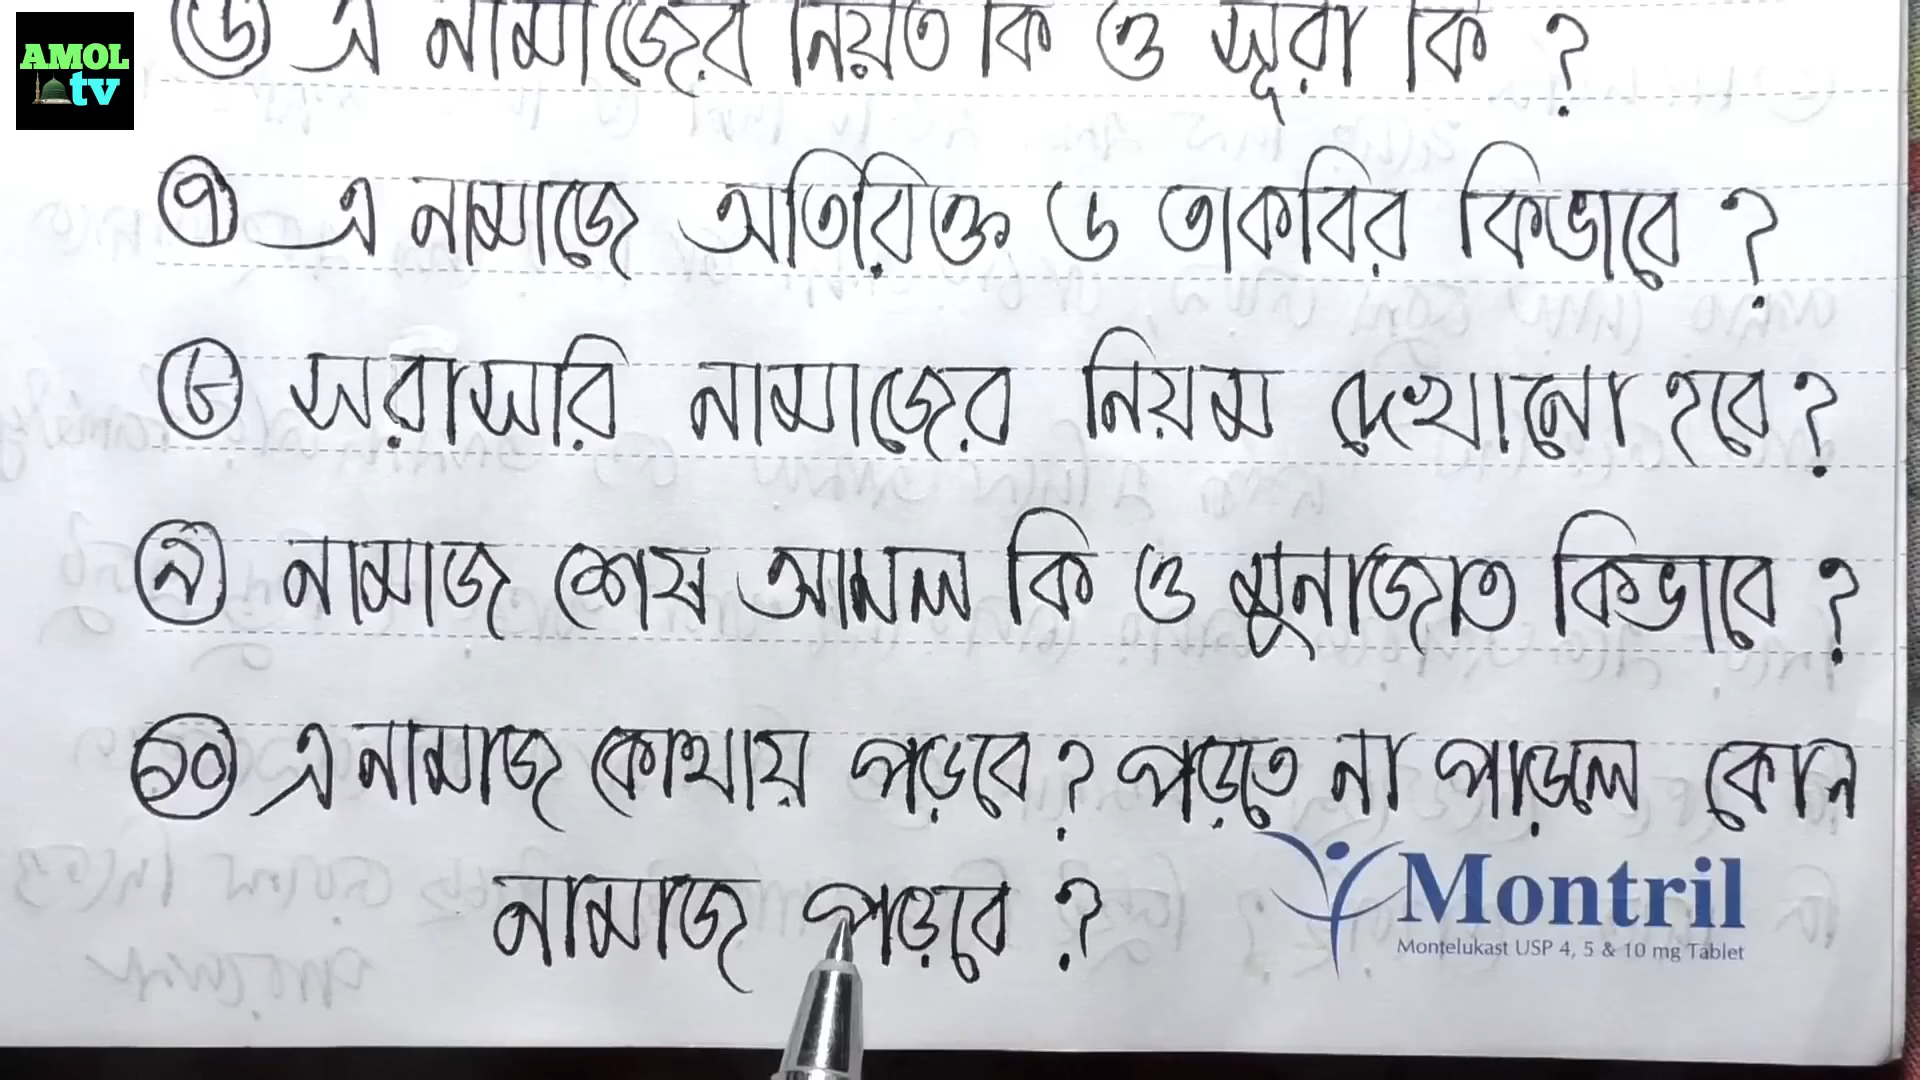 AMOL
tv
৬ এ নামাজের নিয়ত কি ও সূরা কি ?
৭ এ নামাজে অতিরিক্ত ৬ তাকবির কিভাবে ?
৮ সরাসরি নামাজের নিয়ম দেখানো হবে ?
৯ নামাজ শেষ আমল কি ও মুনাজাত কিভাবে ?
১০ এ নামাজ কোথায় পড়বে ? পড়তে না পাড়লে কোন
নামাজ পড়বে ?
Montril
Montelukast USP 4, 5 & 10 mg Tablet